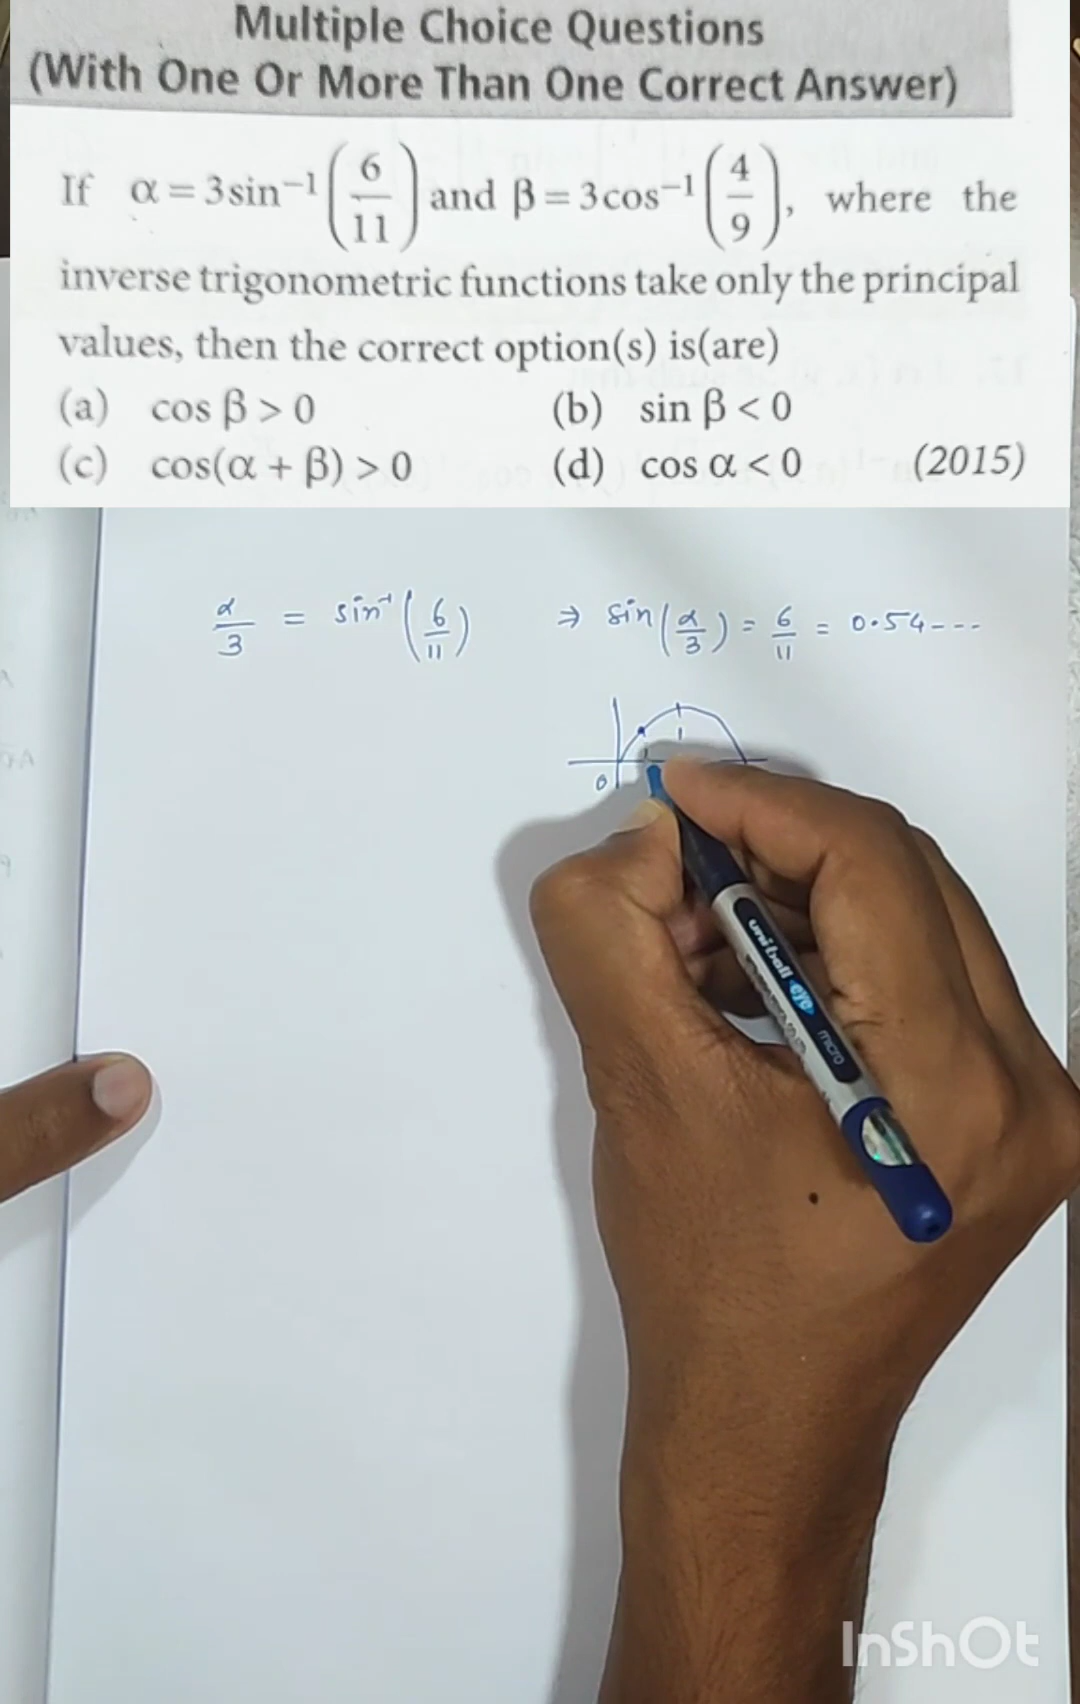 Multiple Choice Questions
(With One Or More Than One Correct Answer)
If α = 3sin⁻¹(6/11) and β = 3cos⁻¹(4/9), where the
inverse trigonometric functions take only the principal
values, then the correct option(s) is(are)
(a) cos β > 0 (b) sin β < 0
(c) cos(α + β) > 0 (d) cos α < 0 (2015)
α/3 = sin⁻¹(6/11) ⇒ sin(α/3) = 6/11 = 0.54---
0
uni ball eye micro
InShOt